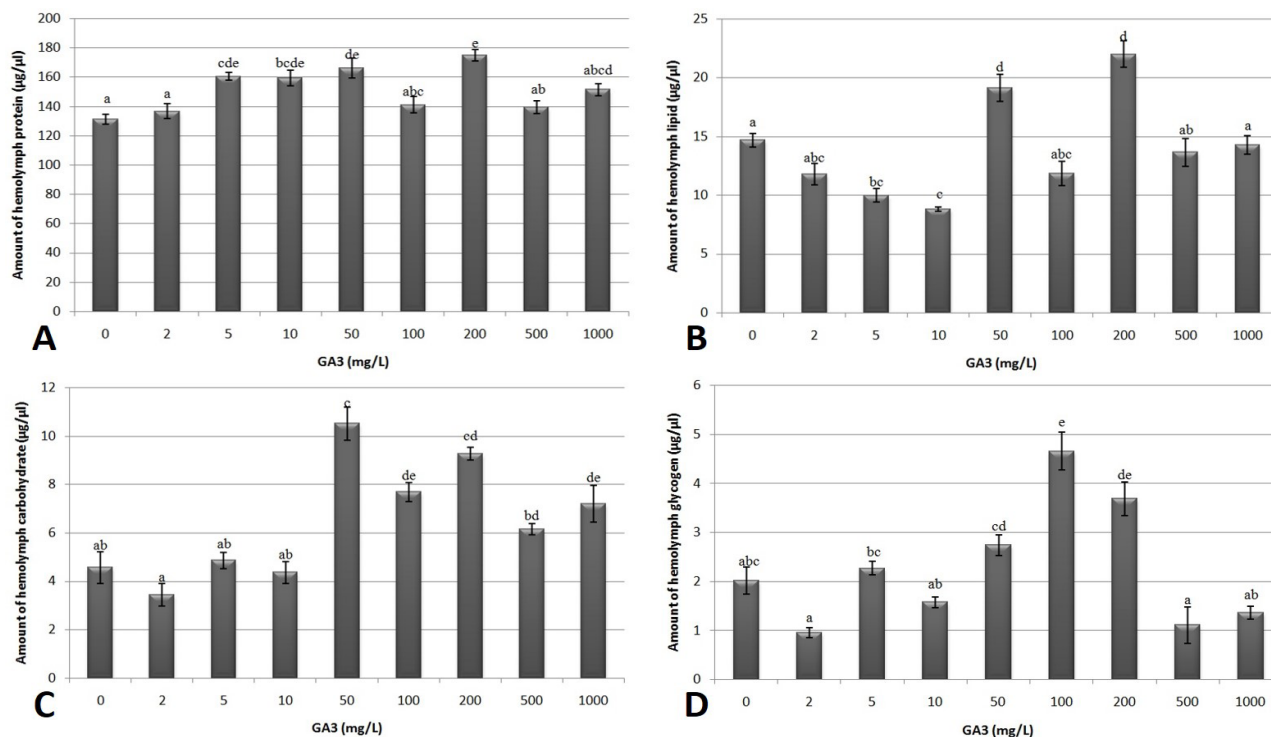 Amount of hemolymph protein (µg/µl)
200
180
160
140
120
100
80
60
40
20
0
a a cde bcde de abc e ab abcd
0 2 5 10 50 100 200 500 1000
GA3 (mg/L)
A
Amount of hemolymph lipid (µg/µl)
25
20
15
10
5
0
a abc bc c d abc d ab a
0 2 5 10 50 100 200 500 1000
GA3 (mg/L)
B
Amount of hemolymph carbohydrate (µg/µl)
12
10
8
6
4
2
0
ab a ab ab c de cd bd de
0 2 5 10 50 100 200 500 1000
GA3 (mg/L)
C
Amount of hemolymph glycogen (µg/µl)
6
5
4
3
2
1
0
abc a bc ab cd e de a ab
0 2 5 10 50 100 200 500 1000
GA3 (mg/L)
D